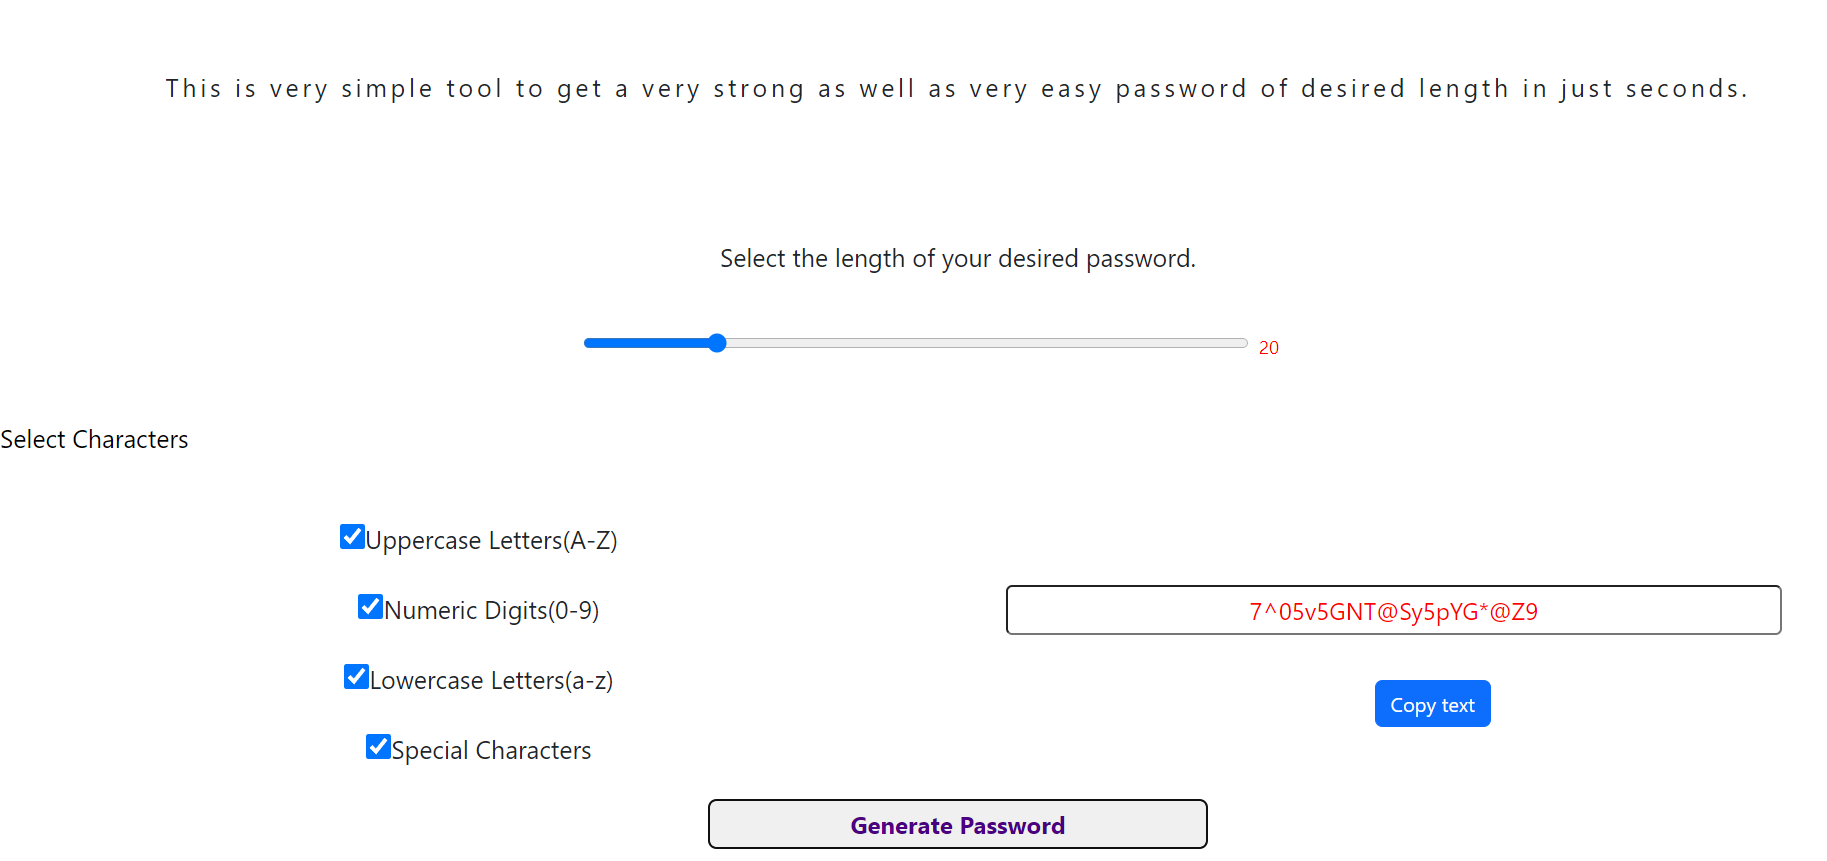 This is very simple tool to get a very strong as well as very easy password of desired length in just seconds.
Select the length of your desired password.
20
Select Characters
Uppercase Letters(A-Z)
Numeric Digits(0-9)
7^05v5GNT@Sy5pYG*@Z9
Lowercase Letters(a-z)
Copy text
Special Characters
Generate Password